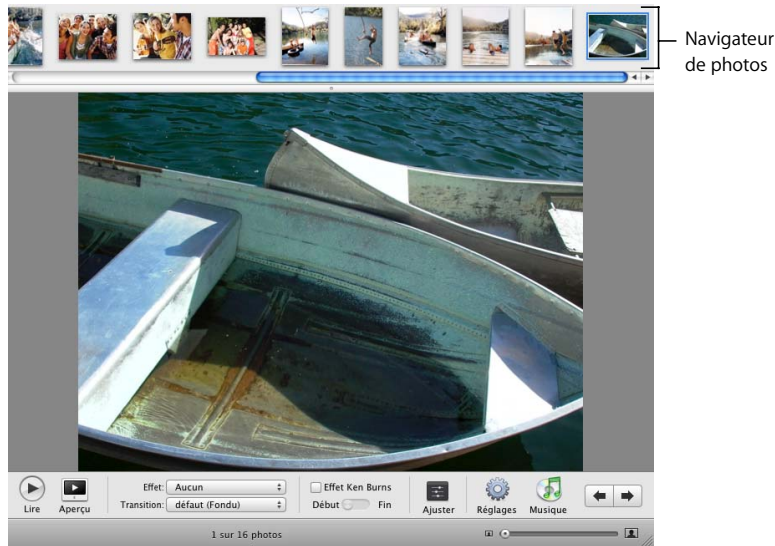 Navigateur
de photos
Effet: Aucun
Effet Ken Burns
Transition: défaut (Fondu)
Début Fin
Lire Aperçu Ajuster Réglages Musique
1 sur 16 photos